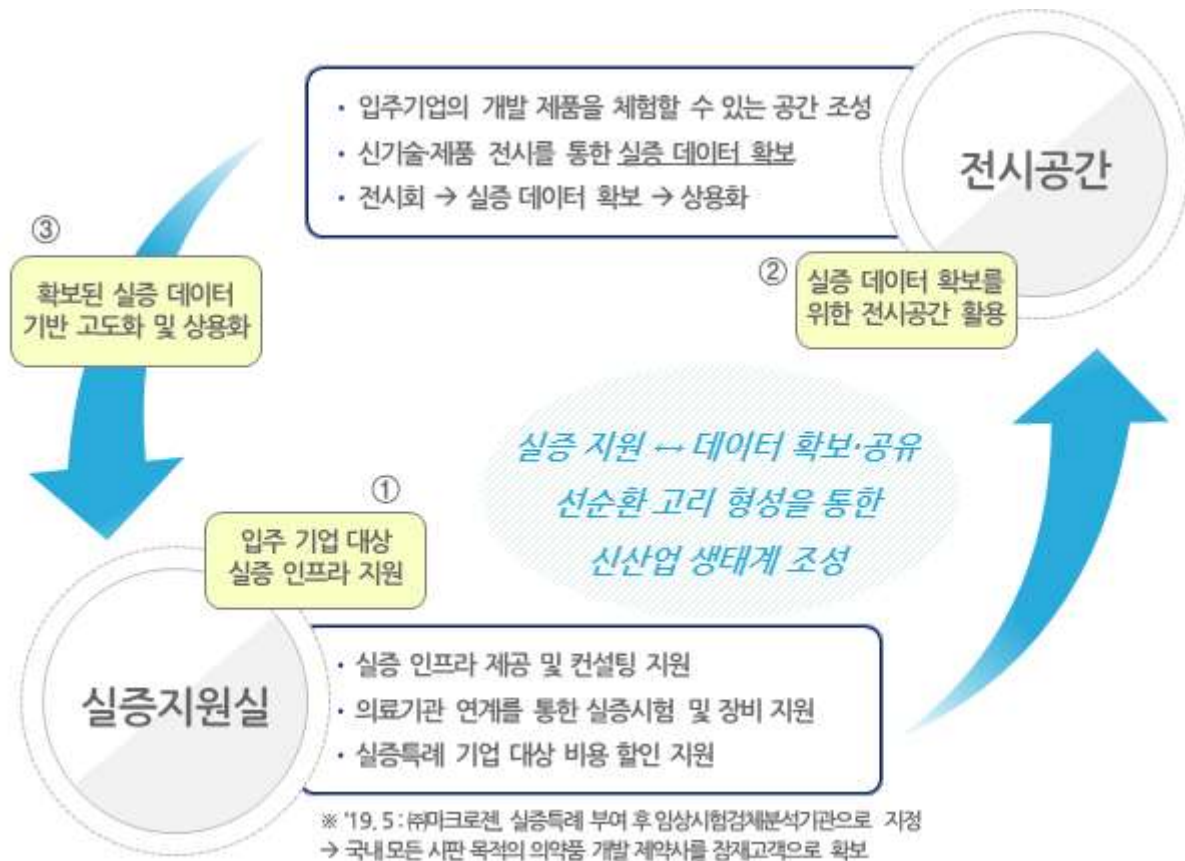 • 입주기업의 개발 제품을 체험할 수 있는 공간 조성
• 신기술·제품 전시를 통한 실증 데이터 확보
• 전시회 → 실증 데이터 확보 → 상용화
전시공간
③
확보된 실증 데이터
기반 고도화 및 상용화
②
실증 데이터 확보를
위한 전시공간 활용
실증 지원 ↔ 데이터 확보·공유
선순환 고리 형성을 통한
신산업 생태계 조성
①
입주 기업 대상
실증 인프라 지원
실증지원실
• 실증 인프라 제공 및 컨설팅 지원
• 의료기관 연계를 통한 실증시험 및 장비 지원
• 실증특례 기업 대상 비용 할인 지원
※ '19. 5 : ㈜마크로젠, 실증특례 부여 후 임상시험검체분석기관으로 지정
→ 국내 모든 시판 목적의 의약품 개발 제약사를 잠재고객으로 확보